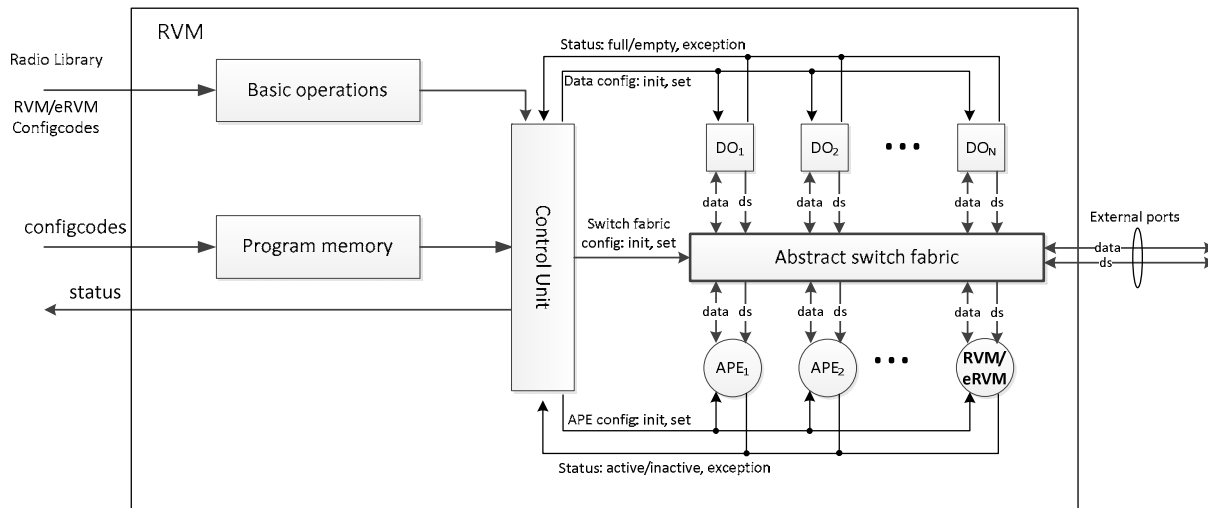 RVM
Status: full/empty, exception
Radio Library
Data config: init, set
Basic operations
RVM/eRVM
Configcodes
DO1
DO2
...
DON
data
ds
data
ds
data
ds
Control Unit
Switch fabric
config: init, set
External ports
configcodes
Program memory
Abstract switch fabric
data
ds
status
data
ds
data
ds
data
ds
APE1
APE2
...
RVM/
eRVM
APE config: init, set
Status: active/inactive, exception